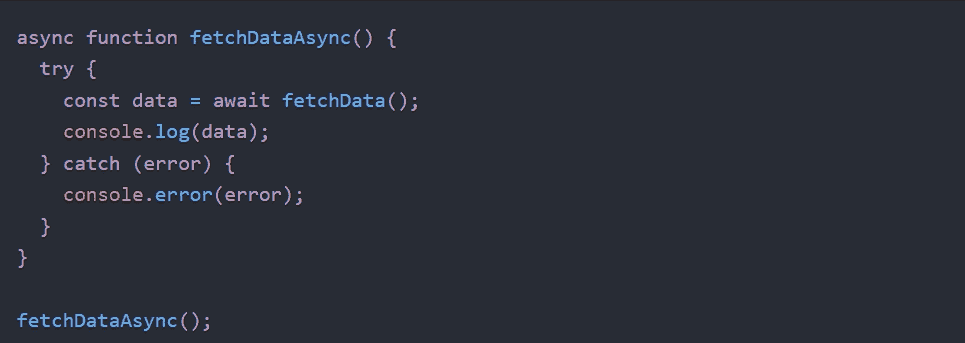 async function fetchDataAsync() {
  try {
    const data = await fetchData();
    console.log(data);
  } catch (error) {
    console.error(error);
  }
}

fetchDataAsync();